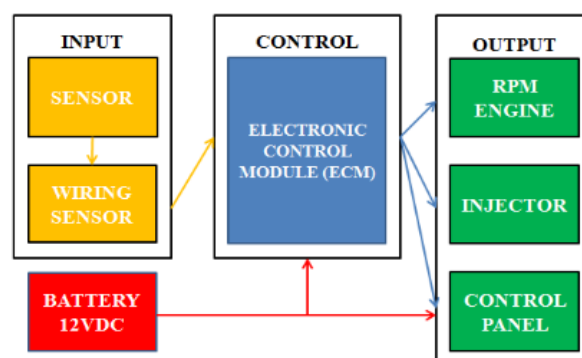 INPUT
SENSOR
WIRING
SENSOR
BATTERY
12VDC
CONTROL
ELECTRONIC
CONTROL
MODULE (ECM)
OUTPUT
RPM
ENGINE
INJECTOR
CONTROL
PANEL